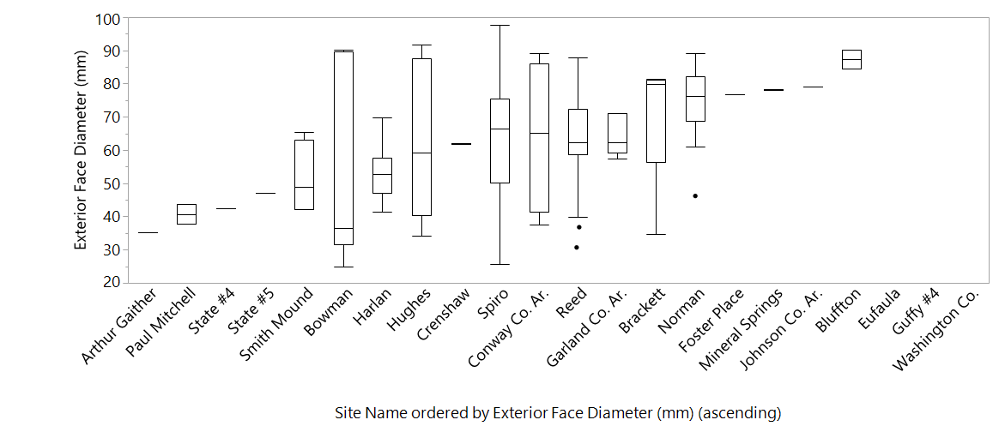 Exterior Face Diameter (mm)
100
90
80
70
60
50
40
30
20
Arthur Gaither
Paul Mitchell
State #4
State #5
Smith Mound
Bowman
Harlan
Hughes
Crenshaw
Spiro
Conway Co. Ar.
Reed
Garland Co. Ar.
Brackett
Norman
Foster Place
Mineral Springs
Johnson Co. Ar.
Bluffton
Eufaula
Guffy #4
Washington Co.
Site Name ordered by Exterior Face Diameter (mm) (ascending)